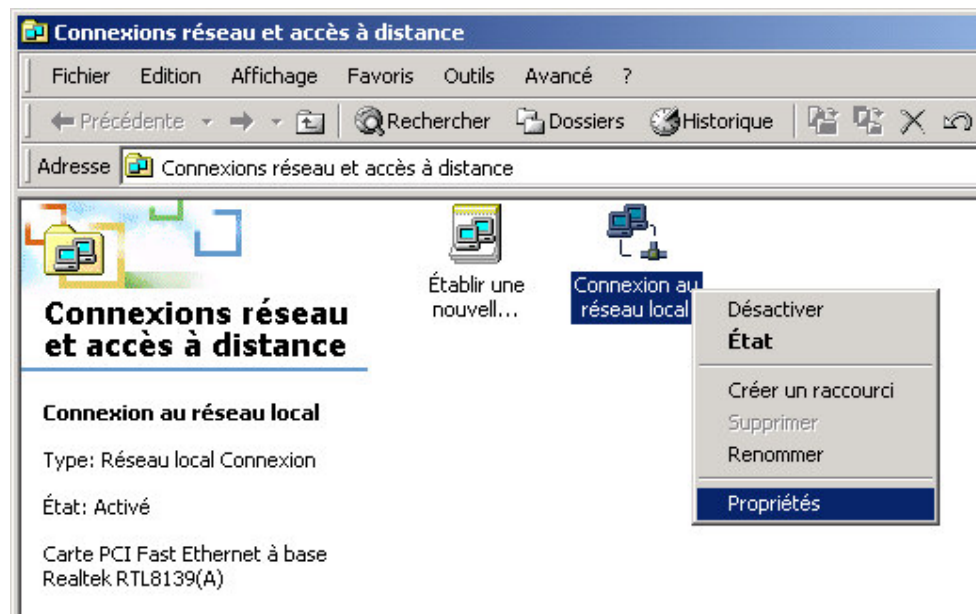 Connexions réseau et accès à distance
Fichier Edition Affichage Favoris Outils Avancé ?
Précédente Rechercher Dossiers Historique
Adresse Connexions réseau et accès à distance
Établir une
nouvell...
Connexion au
réseau local
Connexions réseau
et accès à distance
Connexion au réseau local
Type: Réseau local Connexion
État: Activé
Carte PCI Fast Ethernet à base
Realtek RTL8139(A)
Désactiver
État
Créer un raccourci
Supprimer
Renommer
Propriétés